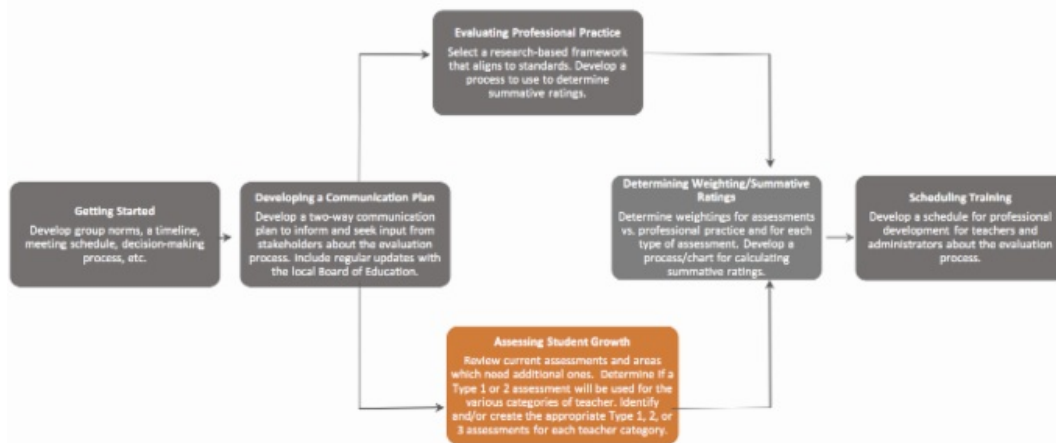 Evaluating Professional Practice
Select a research-based framework
that aligns to standards. Develop a
process to use to determine
summative ratings.
Getting Started
Develop group norms, a timeline,
meeting schedule, decision-making
process, etc.
Developing a Communication Plan
Develop a two-way communication
plan to inform and seek input from
stakeholders about the evaluation
process. Include regular updates with
the local Board of Education.
Determining Weighting/Summative
Ratings
Determine weightings for assessments
vs. professional practice and for each
type of assessment. Develop a
process/chart for calculating
summative ratings.
Scheduling Training
Develop a schedule for professional
development for teachers and
administrators about the evaluation
process.
Assessing Student Growth
Review current assessments and areas
which need additional ones. Determine if a
Type 1 or 2 assessment will be used for the
various categories of teacher. Identify
and/or create the appropriate Type 1, 2, or
3 assessments for each teacher category.